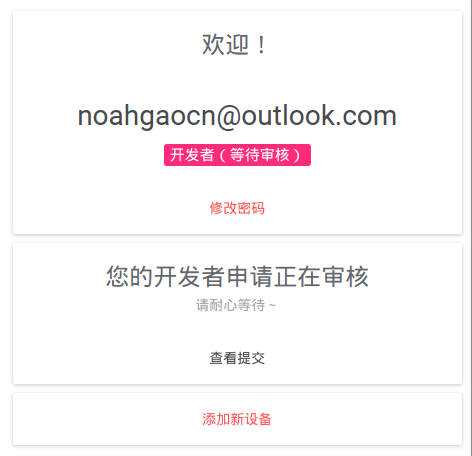 欢迎！
noahgaocn@outlook.com
开发者（等待审核）
修改密码
您的开发者申请正在审核
请耐心等待～
查看提交
添加新设备